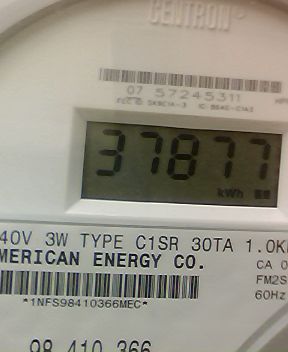 CENTRON®
07 57245311
37877
kWh
40V 3W TYPE C1SR 30TA 1.0K
MERICAN ENERGY CO.
CA 0
FM2S
60Hz
*1NFS98410366MEC*
98 410 366